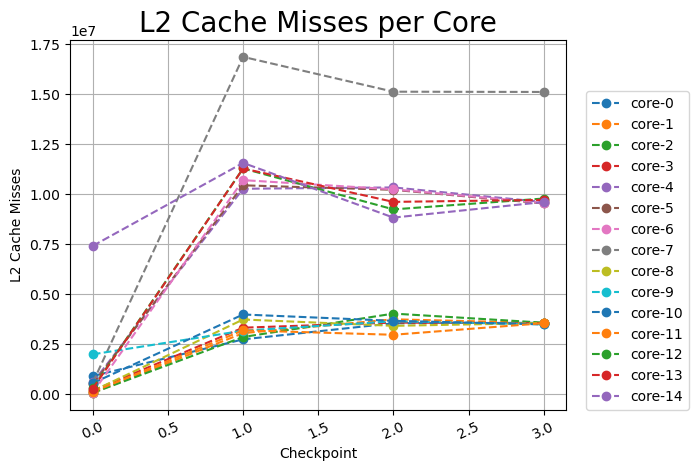 L2 Cache Misses per Core
1e7
1.75
1.50
1.25
1.00
0.75
0.50
0.25
0.00
L2 Cache Misses
0.0
0.5
1.0
1.5
2.0
2.5
3.0
Checkpoint
core-0
core-1
core-2
core-3
core-4
core-5
core-6
core-7
core-8
core-9
core-10
core-11
core-12
core-13
core-14